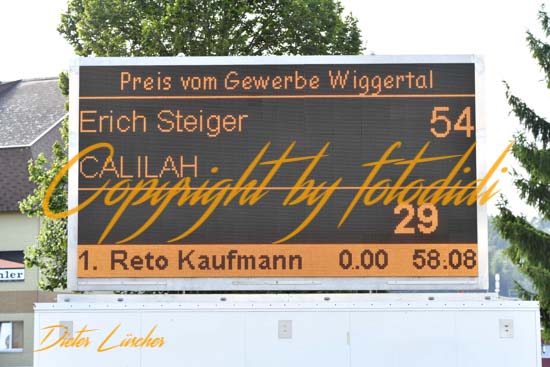 Preis vom Gewerbe Wiggertal
Erich Steiger 54
CALILAH
Copyright by fotodidi
29
1. Reto Kaufmann 0.00 58:08
Dieter Lüscher